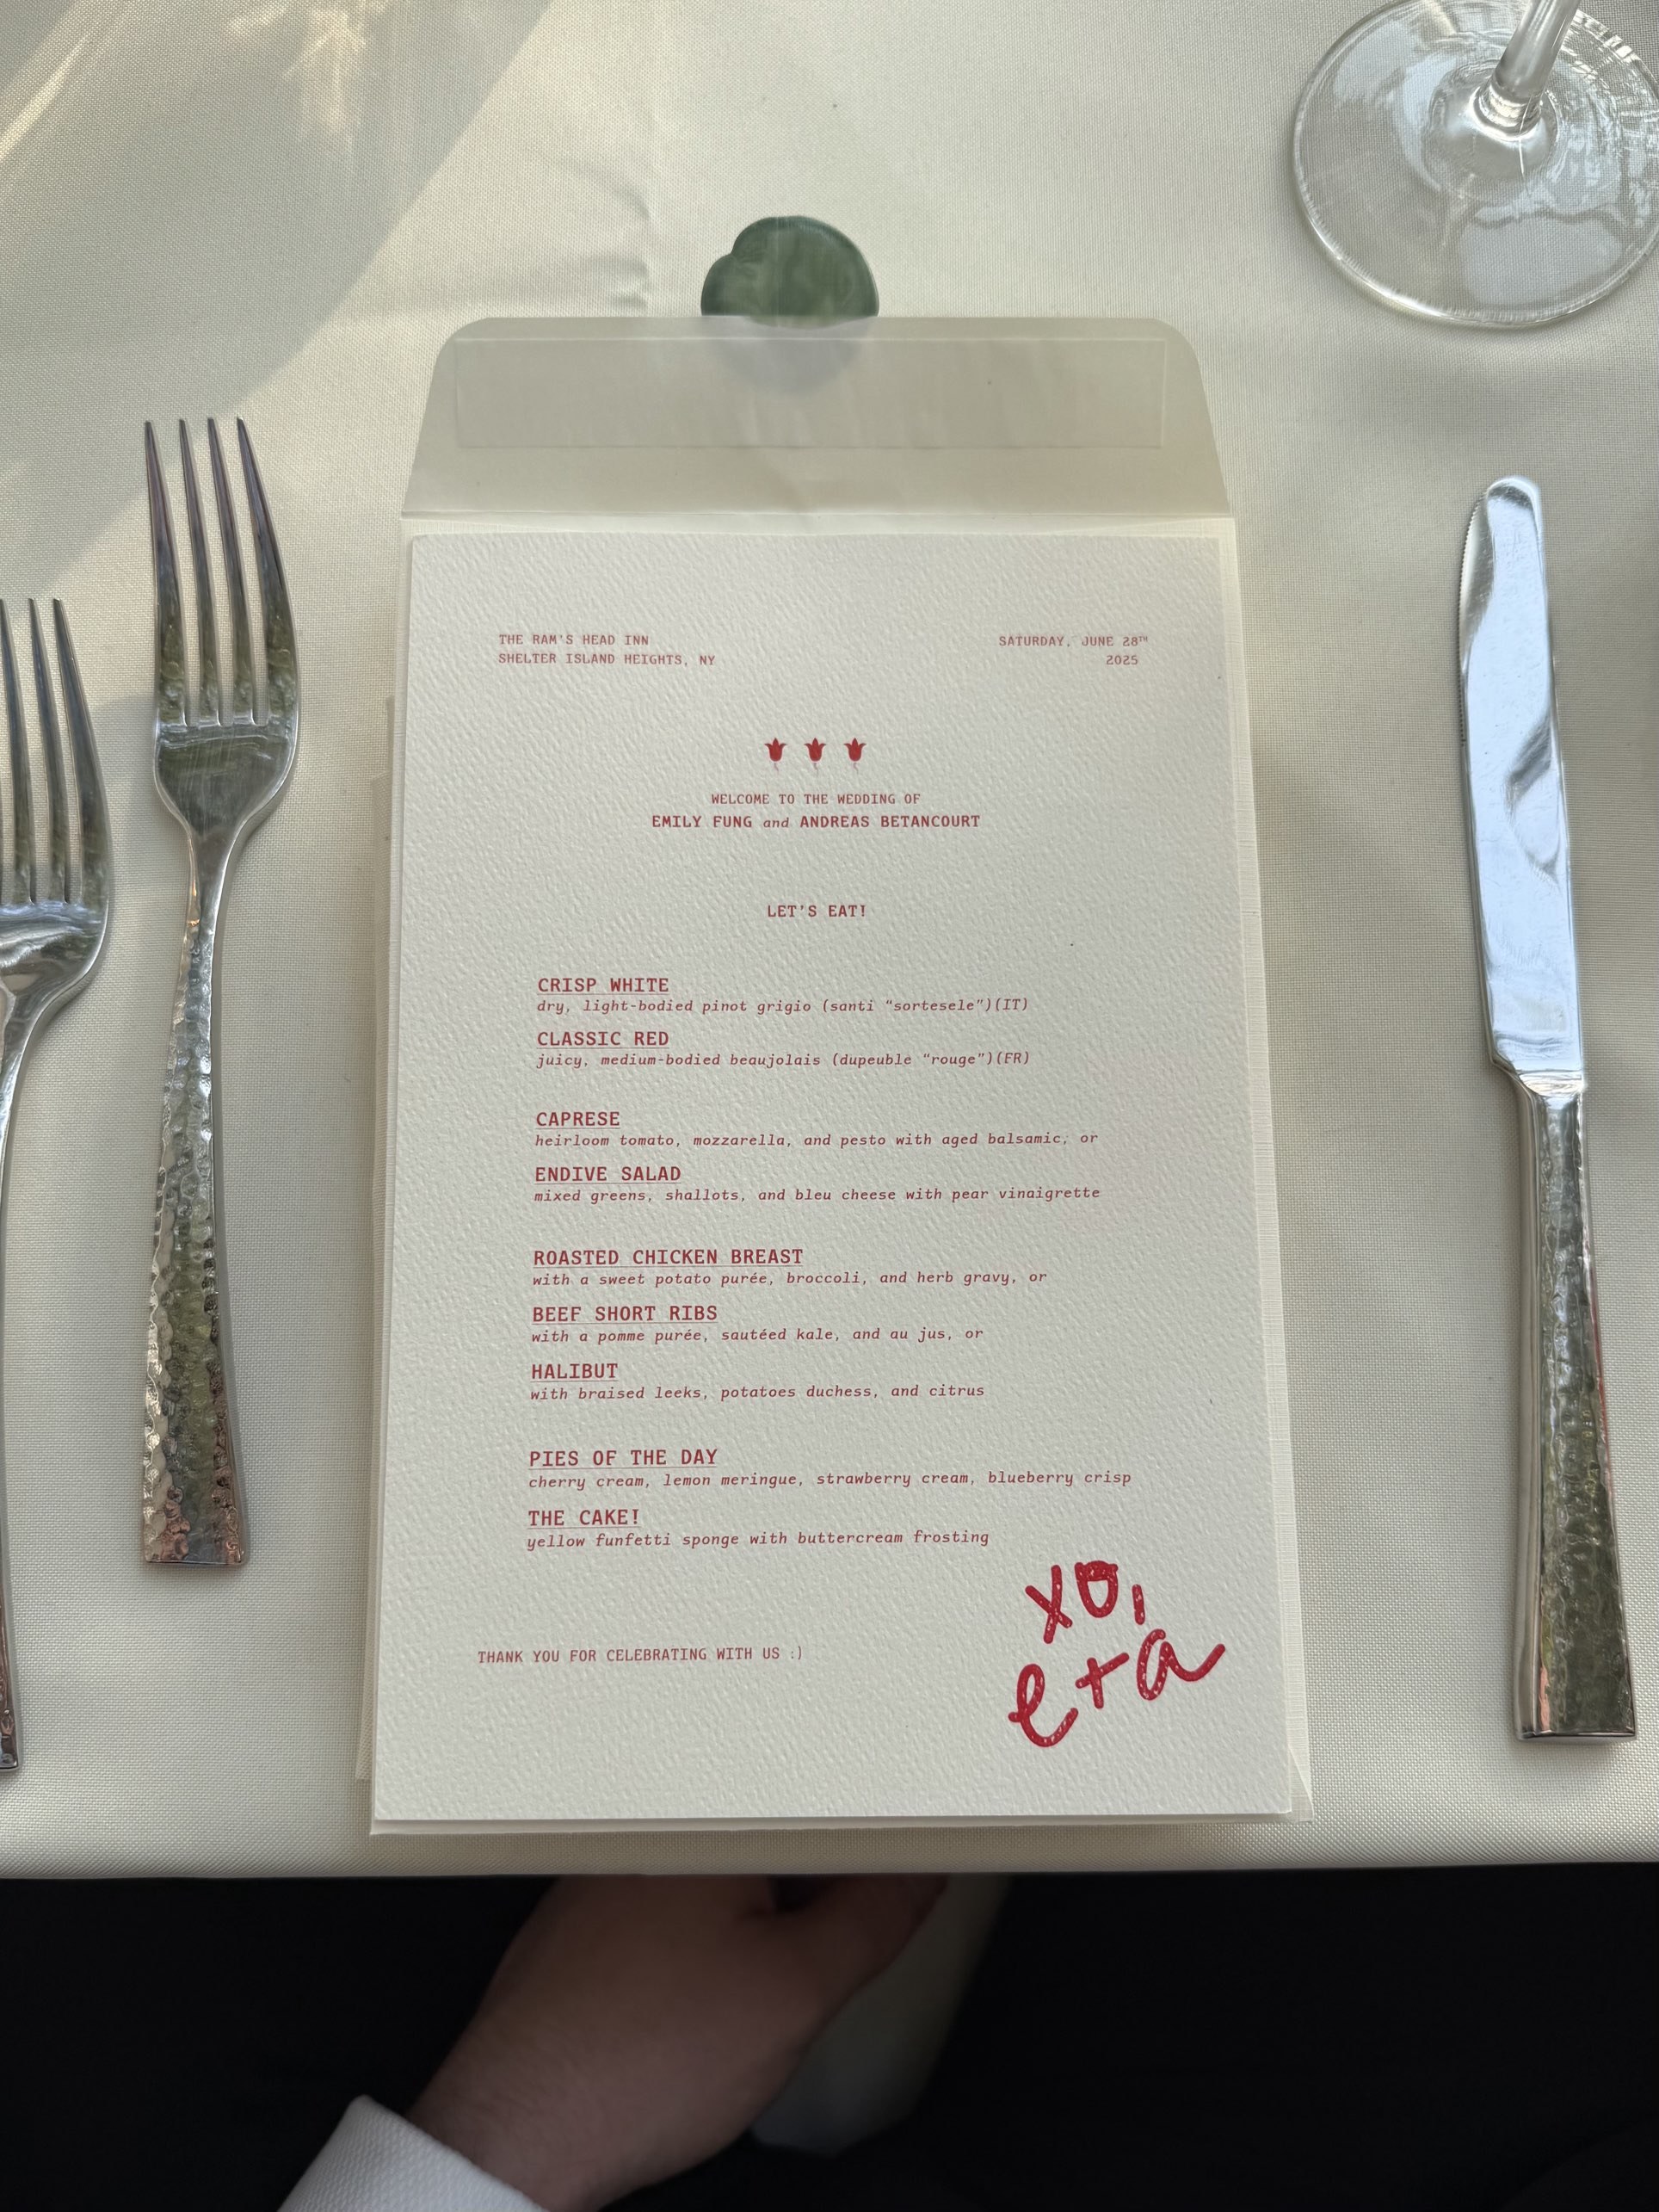 THE RAM'S HEAD INN
SHELTER ISLAND HEIGHTS, NY
SATURDAY, JUNE 28TH
2025
WELCOME TO THE WEDDING OF
EMILY FUNG and ANDREAS BETANCOURT
LET'S EAT!
CRISP WHITE
dry, light-bodied pinot grigio (santi “sortesele”)(IT)
CLASSIC RED
juicy, medium-bodied beaujolais (dupeuble “rouge”)(FR)
CAPRESE
heirloom tomato, mozzarella, and pesto with aged balsamic, or
ENDIVE SALAD
mixed greens, shallots, and bleu cheese with pear vinaigrette
ROASTED CHICKEN BREAST
with a sweet potato purée, broccoli, and herb gravy, or
BEEF SHORT RIBS
with a pomme purée, sautéed kale, and au jus, or
HALIBUT
with braised leeks, potatoes duchess, and citrus
PIES OF THE DAY
cherry cream, lemon meringue, strawberry cream, blueberry crisp
THE CAKE!
yellow funfetti sponge with buttercream frosting
THANK YOU FOR CELEBRATING WITH US :)
xo,
e+a